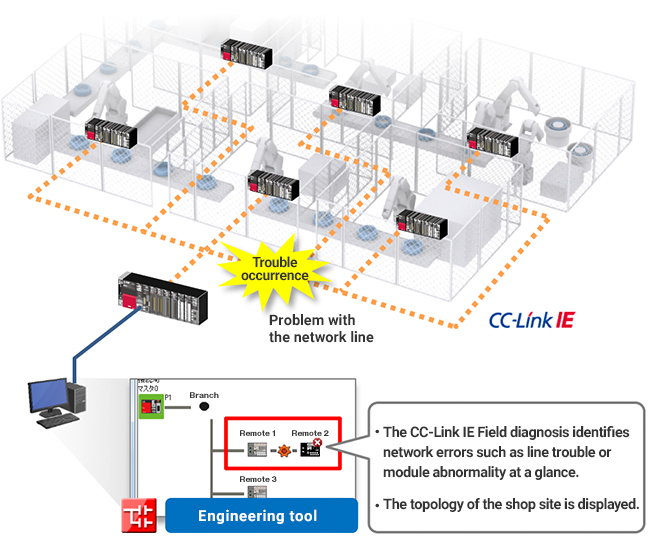 Trouble
occurrence
Problem with
the network line
CC-Link IE
マスタ0
P1
Branch
Remote 1
Remote 2
Remote 3
Engineering tool
• The CC-Link IE Field diagnosis identifies
network errors such as line trouble or
module abnormality at a glance.
• The topology of the shop site is displayed.